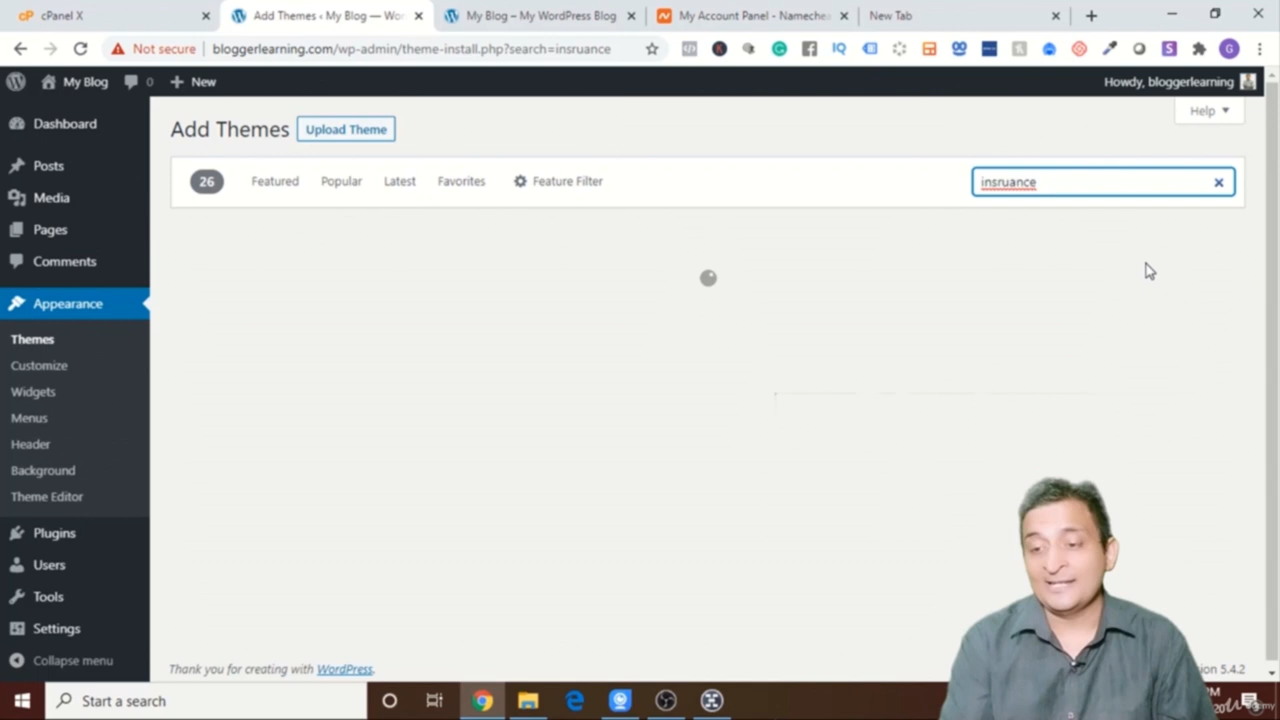 cPanel X
Add Themes ‹ My Blog — Wor
My Blog – My WordPress Blog
My Account Panel - Namechea
New Tab
Not secure
bloggerlearning.com/wp-admin/theme-install.php?search=insruance
My Blog
0
New
Howdy, bloggerlearning
Dashboard
Posts
Media
Pages
Comments
Appearance
Themes
Customize
Widgets
Menus
Header
Background
Theme Editor
Plugins
Users
Tools
Settings
Collapse menu
Add Themes
Upload Theme
Help
26
Featured
Popular
Latest
Favorites
Feature Filter
insruance
Thank you for creating with WordPress.
sion 5.4.2
Start a search
PM